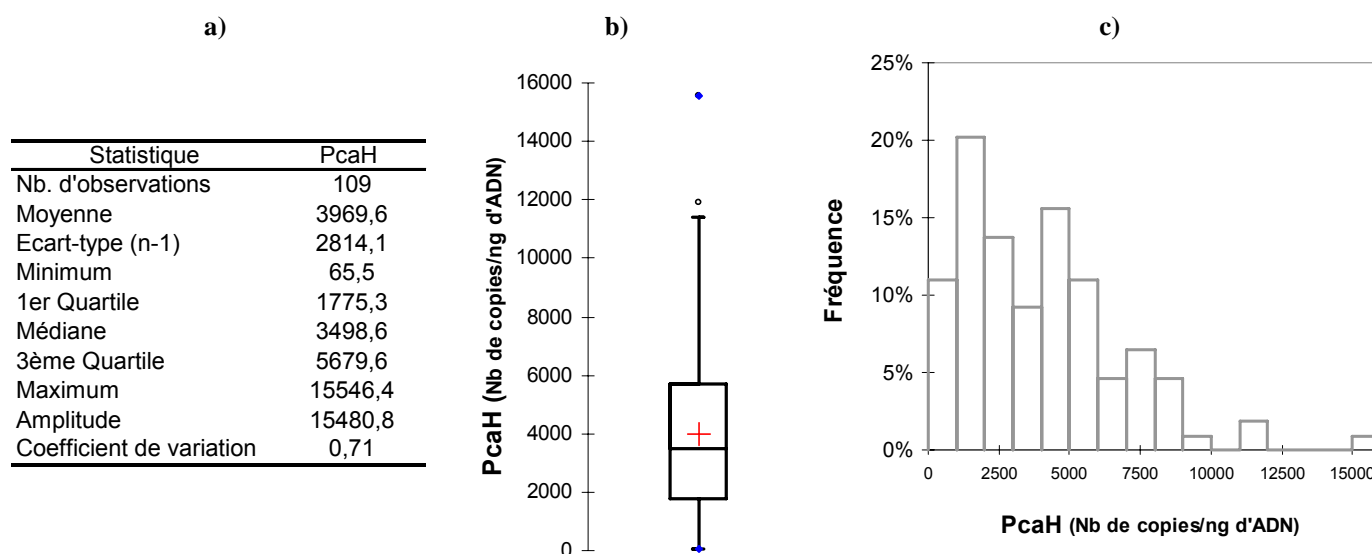 a)
Statistique PcaH
Nb. d'observations 109
Moyenne 3969,6
Ecart-type (n-1) 2814,1
Minimum 65,5
1er Quartile 1775,3
Médiane 3498,6
3ème Quartile 5679,6
Maximum 15546,4
Amplitude 15480,8
Coefficient de variation 0,71
b)
PcaH (Nb de copies/ng d'ADN)
16000
14000
12000
10000
8000
6000
4000
2000
0
c)
Fréquence
25%
20%
15%
10%
5%
0%
0 2500 5000 7500 10000 12500 15000
PcaH (Nb de copies/ng d'ADN)